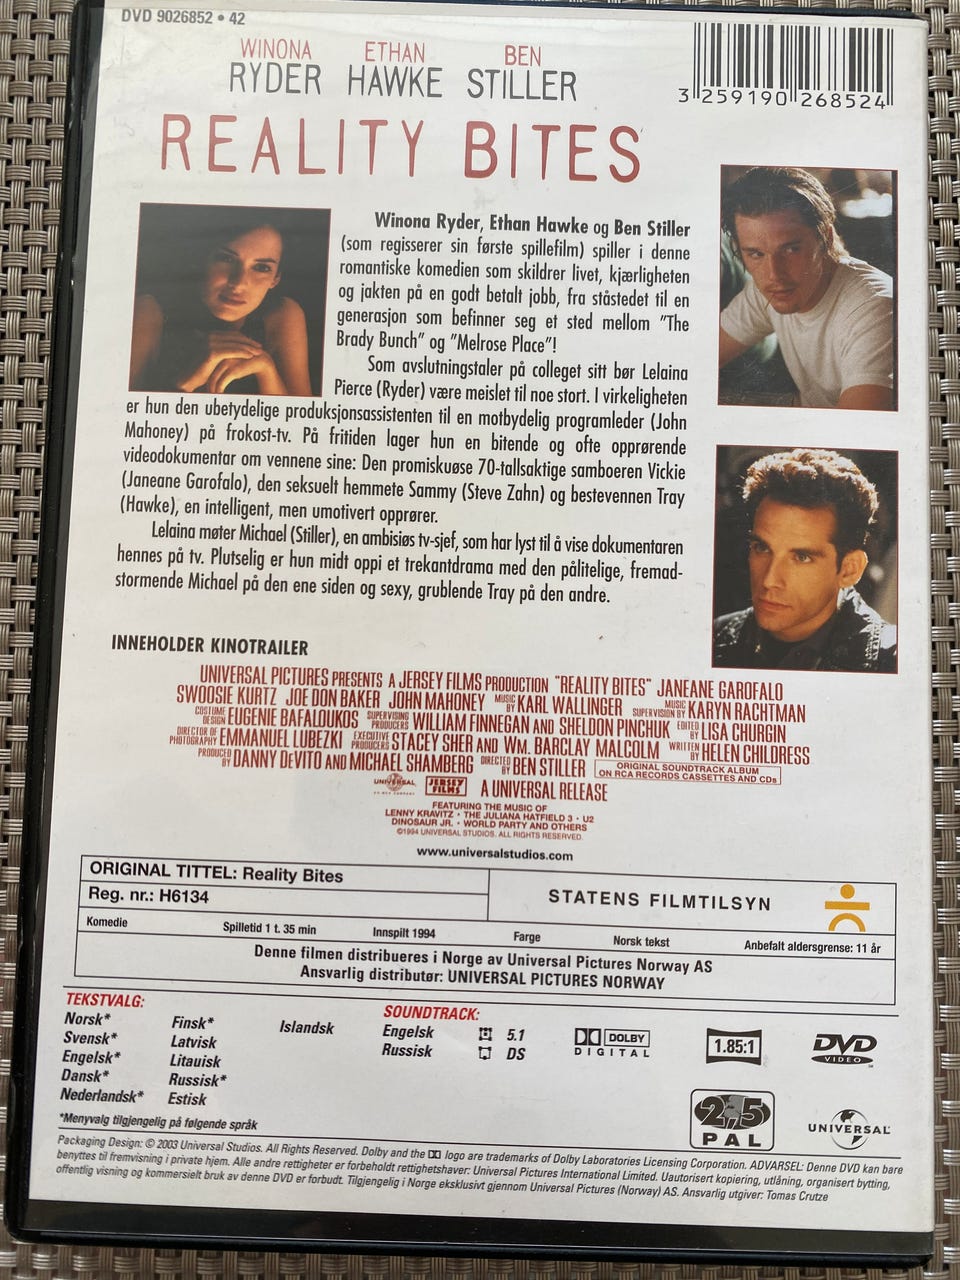 DVD 9026852 • 42
WINONA RYDER
ETHAN HAWKE
BEN STILLER
3 259190 268524
REALITY BITES
Winona Ryder, Ethan Hawke og Ben Stiller
(som regisserer sin første spillefilm) spiller i denne
romantiske komedien som skildrer livet, kjærligheten
og jakten på en godt betalt jobb, fra ståstedet til en
generasjon som befinner seg et sted mellom "The
Brady Bunch" og "Melrose Place"!
Som avslutningstaler på colleget sitt bør Lelaina
Pierce (Ryder) være meislet til noe stort. I virkeligheten
er hun den ubetydelige produksjonsassistenten til en motbydelig programleder (John
Mahoney) på frokost-tv. På fritiden lager hun en bitende og ofte opprørende
videodokumentar om vennene sine: Den promiskuøse 70-tallsaktige samboeren Vickie
(Janeane Garofalo), den seksuelt hemmete Sammy (Steve Zahn) og bestevennen Tray
(Hawke), en intelligent, men umotivert opprører.
Lelaina møter Michael (Stiller), en ambisiøs tv-sjef, som har lyst til å vise dokumentaren
hennes på tv. Plutselig er hun midt oppi et trekantdrama med den pålitelige, fremad-
stormende Michael på den ene siden og sexy, grublende Tray på den andre.
INNEHOLDER KINOTRAILER
UNIVERSAL PICTURES PRESENTS A JERSEY FILMS PRODUCTION "REALITY BITES" JANEANE GAROFALO
SWOOSIE KURTZ JOE DON BAKER JOHN MAHONEY MUSIC BY KARL WALLINGER MUSIC SUPERVISION BY KARYN RACHTMAN
COSTUME DESIGN EUGENIE BAFALOUKOS SUPERVISING PRODUCERS WILLIAM FINNEGAN AND SHELDON PINCHUK EDITED BY LISA CHURGIN
DIRECTOR OF PHOTOGRAPHY EMMANUEL LUBEZKI EXECUTIVE PRODUCERS STACEY SHER AND WM. BARCLAY MALCOLM WRITTEN BY HELEN CHILDRESS
PRODUCED BY DANNY DeVITO AND MICHAEL SHAMBERG DIRECTED BY BEN STILLER ORIGINAL SOUNDTRACK ALBUM ON RCA RECORDS CASSETTES AND CDs
UNIVERSAL JERSEY FILMS A UNIVERSAL RELEASE
FEATURING THE MUSIC OF
LENNY KRAVITZ • THE JULIANA HATFIELD 3 • U2
DINOSAUR JR. • WORLD PARTY AND OTHERS
©1994 UNIVERSAL STUDIOS. ALL RIGHTS RESERVED.
www.universalstudios.com
ORIGINAL TITTEL: Reality Bites
Reg. nr.: H6134
STATENS FILMTILSYN
Komedie Spilletid 1 t. 35 min Innspilt 1994 Farge Norsk tekst Anbefalt aldersgrense: 11 år
Denne filmen distribueres i Norge av Universal Pictures Norway AS
Ansvarlig distributør: UNIVERSAL PICTURES NORWAY
TEKSTVALG:
Norsk*
Svensk*
Engelsk*
Dansk*
Nederlandsk*
Finsk*
Latvisk
Litauisk
Russisk*
Estisk
Islandsk
*Menyvalg tilgjengelig på følgende språk
SOUNDTRACK:
Engelsk 5.1
Russisk DS
DOLBY
DIGITAL
1.85:1
DVD
VIDEO
2,5
PAL
UNIVERSAL
Packaging Design: © 2003 Universal Studios. All Rights Reserved. Dolby and the DD logo are trademarks of Dolby Laboratories Licensing Corporation. ADVARSEL: Denne DVD kan bare
benyttes til fremvisning i private hjem. Alle andre rettigheter er forbeholdt rettighetshaver: Universal Pictures International Limited. Uautorisert kopiering, utlåning, organisert bytting,
offentlig visning og kommersielt bruk av denne DVD er forbudt. Tilgjengelig i Norge eksklusivt gjennom Universal Pictures (Norway) AS. Ansvarlig utgiver: Tomas Crutze